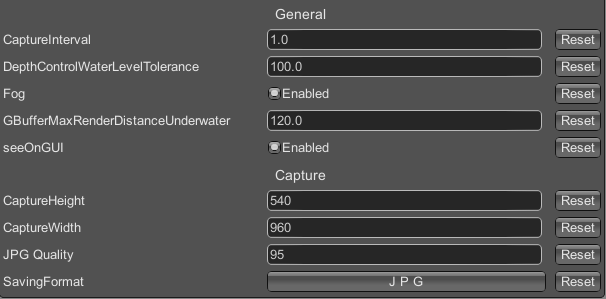 General
CaptureInterval 1.0 Reset
DepthControlWaterLevelTolerance 100.0 Reset
Fog Enabled Reset
GBufferMaxRenderDistanceUnderwater 120.0 Reset
seeOnGUI Enabled Reset
Capture
CaptureHeight 540 Reset
CaptureWidth 960 Reset
JPG Quality 95 Reset
SavingFormat J P G Reset